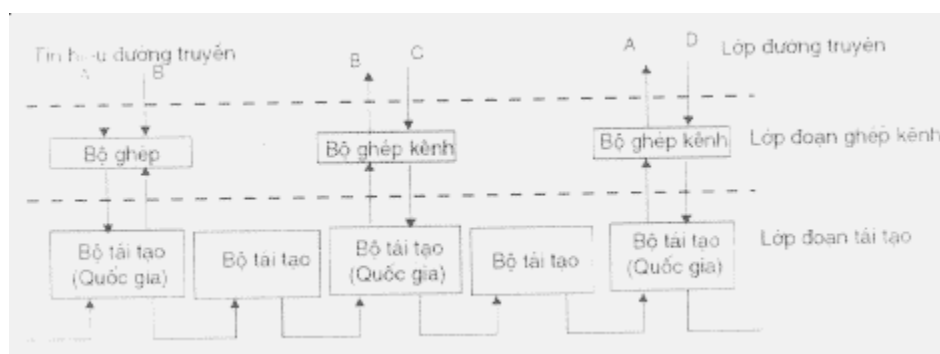 Tín hiệu đường truyền
A B
B C
A D
Lớp đường truyền
Bộ ghép
Bộ ghép kênh
Bộ ghép kênh
Lớp đoạn ghép kênh
Bộ tái tạo
(Quốc gia)
Bộ tái tạo
Bộ tái tạo
(Quốc gia)
Bộ tái tạo
Bộ tái tạo
(Quốc gia)
Lớp đoạn tái tạo